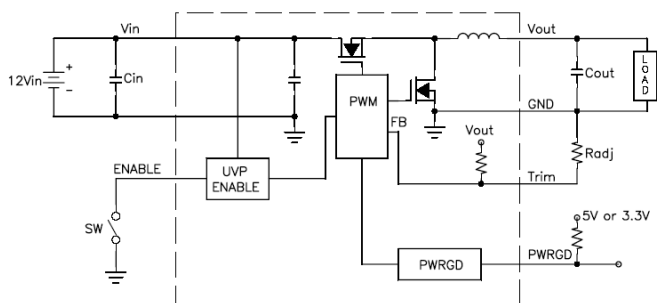 Vin
Vout
12Vin
+
−
Cin
Cout
LOAD
PWM
GND
FB
Vout
Radj
ENABLE
UVP
ENABLE
Trim
SW
5V or 3.3V
PWRGD
PWRGD